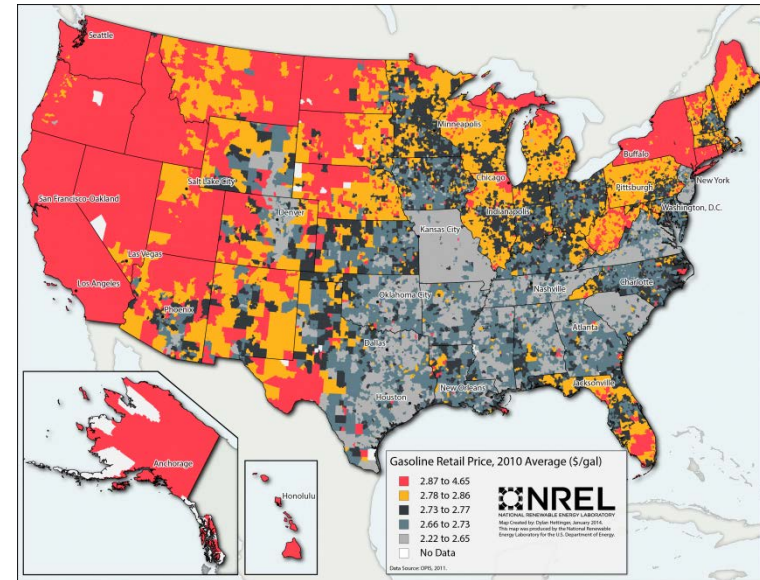 Seattle
Minneapolis
Buffalo
Chicago
New York
Pittsburgh
Salt Lake City
San Francisco-Oakland
Denver
Indianapolis
Washington, D.C.
Kansas City
Las Vegas
Los Angeles
Nashville
Charlotte
Oklahoma City
Phoenix
Atlanta
Dallas
Jacksonville
New Orleans
Houston
Anchorage
Honolulu
Gasoline Retail Price, 2010 Average ($/gal)
2.87 to 4.65
2.78 to 2.86
2.73 to 2.77
2.66 to 2.73
2.22 to 2.65
No Data
NREL
NATIONAL RENEWABLE ENERGY LABORATORY
Map Created by: Dylan Hettinger, January 2014.
This map was produced by the National Renewable
Energy Laboratory for the U.S. Department of Energy.
Data Source: OPIS, 2011.